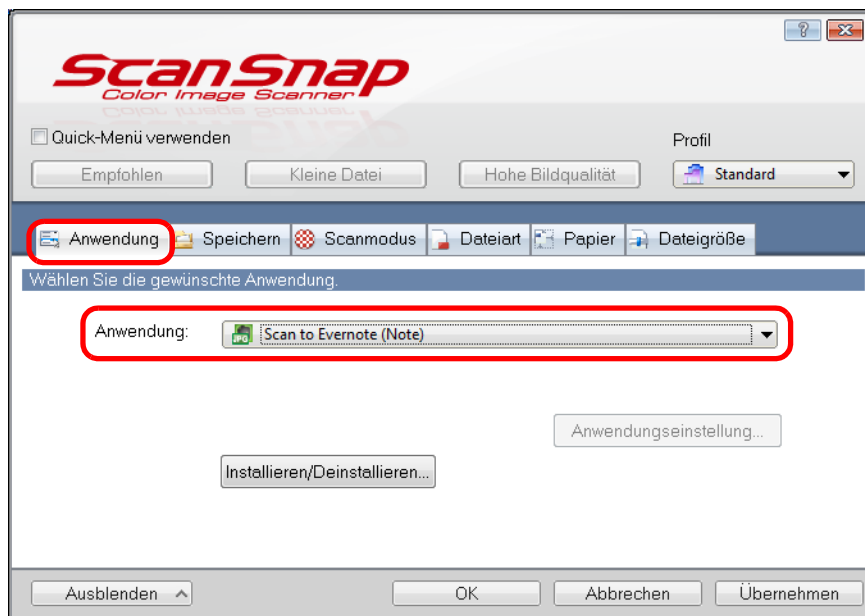 ?
ScanSnap
Color Image Scanner
Quick-Menü verwenden
Profil
Empfohlen Kleine Datei Hohe Bildqualität Standard
Anwendung Speichern Scanmodus Dateiart Papier Dateigröße
Wählen Sie die gewünschte Anwendung.
Anwendung: JPG Scan to Evernote (Note)
Anwendungseinstellung...
Installieren/Deinstallieren...
Ausblenden OK Abbrechen Übernehmen